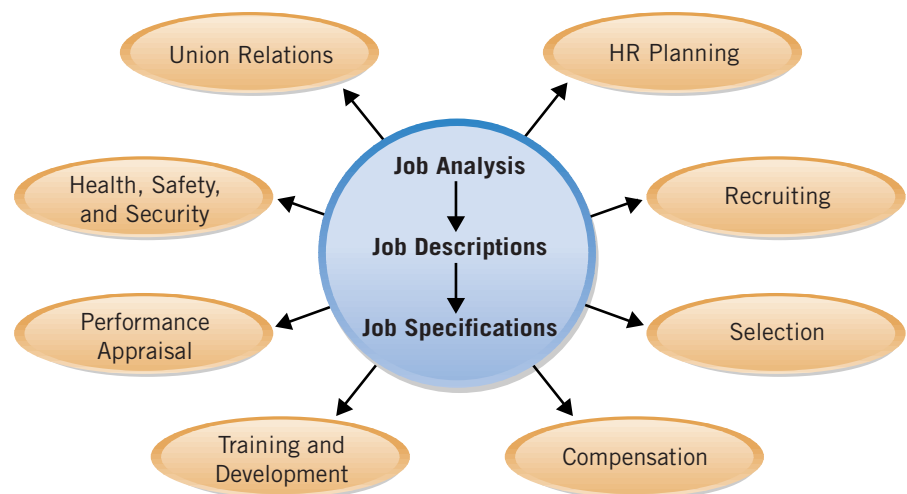 Union Relations
HR Planning
Job Analysis
Health, Safety,
and Security
Recruiting
Job Descriptions
Performance
Appraisal
Job Specifications
Selection
Training and
Development
Compensation